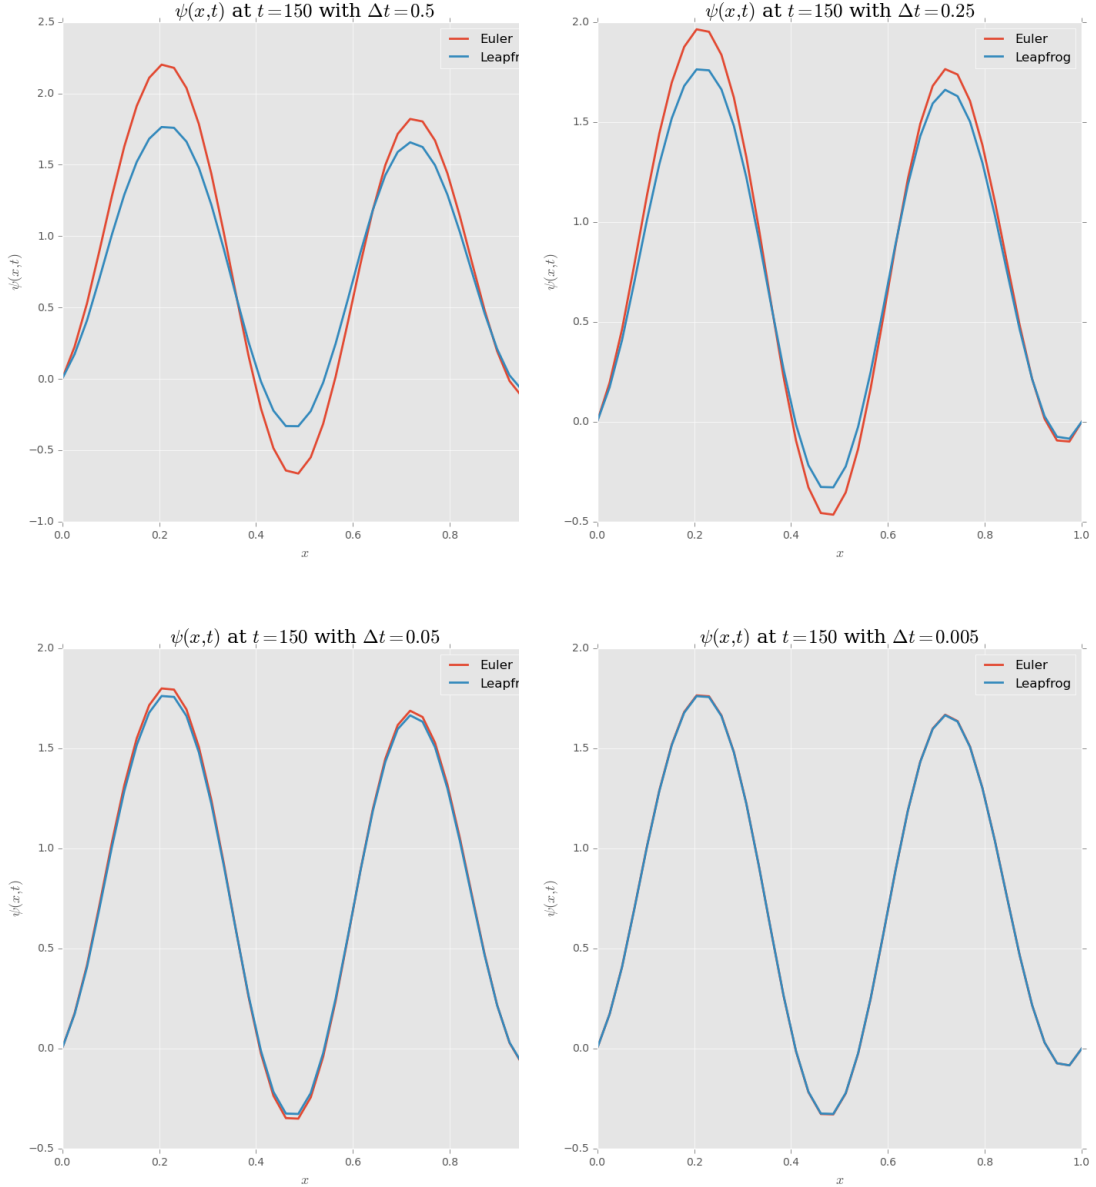 ψ(x,t) at t=150 with Δt=0.5
2.5
2.0
1.5
1.0
0.5
0.0
−0.5
−1.0
ψ(x,t)
0.0 0.2 0.4 0.6 0.8
x
Euler
Leapfr
ψ(x,t) at t=150 with Δt=0.25
2.0
1.5
1.0
0.5
0.0
−0.5
ψ(x,t)
0.0 0.2 0.4 0.6 0.8 1.0
x
Euler
Leapfrog
ψ(x,t) at t=150 with Δt=0.05
2.0
1.5
1.0
0.5
0.0
−0.5
ψ(x,t)
0.0 0.2 0.4 0.6 0.8
x
Euler
Leapfr
ψ(x,t) at t=150 with Δt=0.005
2.0
1.5
1.0
0.5
0.0
−0.5
ψ(x,t)
0.0 0.2 0.4 0.6 0.8 1.0
x
Euler
Leapfrog